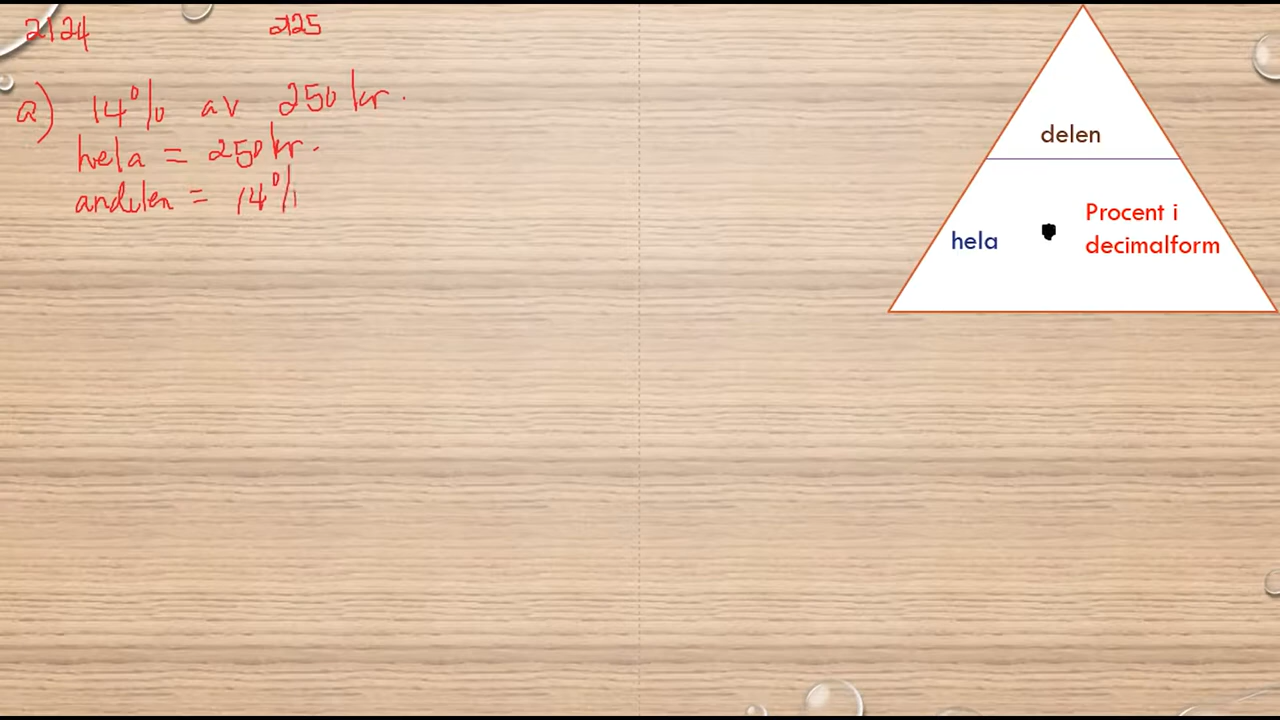 2124 2125
a) 14% av 250 kr.
hela = 250 kr.
andelen = 14%
delen
hela
Procent i
decimalform